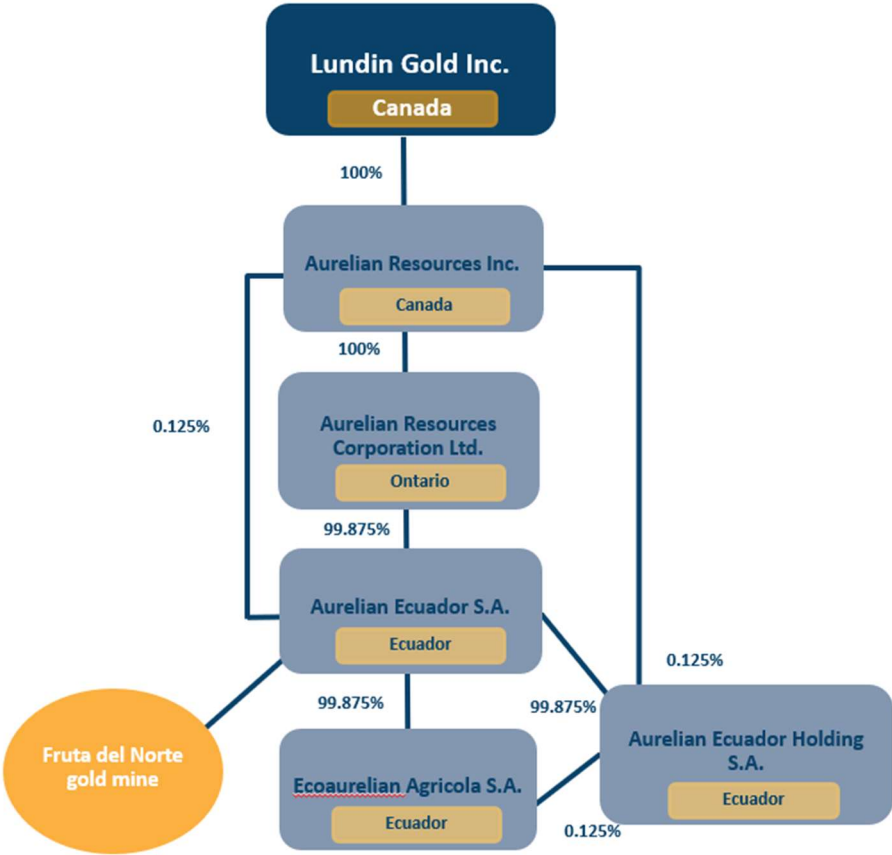 Lundin Gold Inc.
Canada
100%
Aurelian Resources Inc.
Canada
100%
0.125%
Aurelian Resources
Corporation Ltd.
Ontario
99.875%
Aurelian Ecuador S.A.
Ecuador
0.125%
99.875%
99.875%
Fruta del Norte
gold mine
Ecoaurelian Agricola S.A.
Ecuador
Aurelian Ecuador Holding
S.A.
Ecuador
0.125%